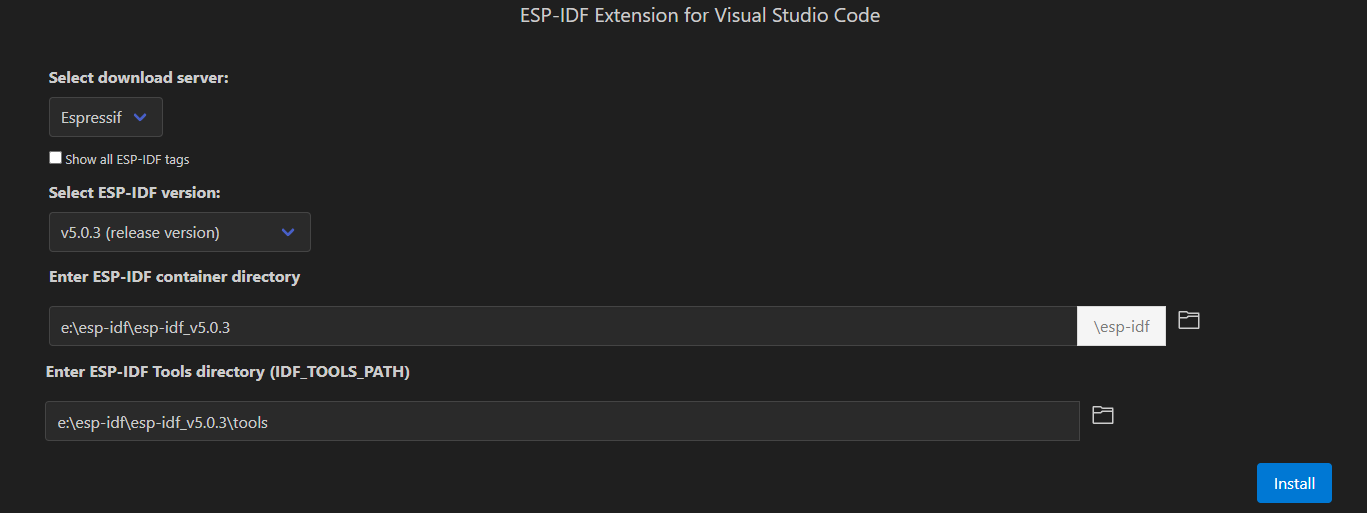 ESP-IDF Extension for Visual Studio Code
Select download server:
Espressif
Show all ESP-IDF tags
Select ESP-IDF version:
v5.0.3 (release version)
Enter ESP-IDF container directory
e:\esp-idf\esp-idf_v5.0.3 \esp-idf
Enter ESP-IDF Tools directory (IDF_TOOLS_PATH)
e:\esp-idf\esp-idf_v5.0.3\tools
Install